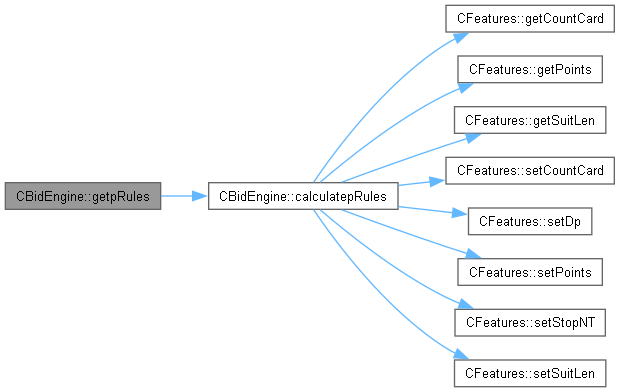 CBidEngine::getpRules
CBidEngine::calculatepRules
CFeatures::getCountCard
CFeatures::getPoints
CFeatures::getSuitLen
CFeatures::setCountCard
CFeatures::setDp
CFeatures::setPoints
CFeatures::setStopNT
CFeatures::setSuitLen